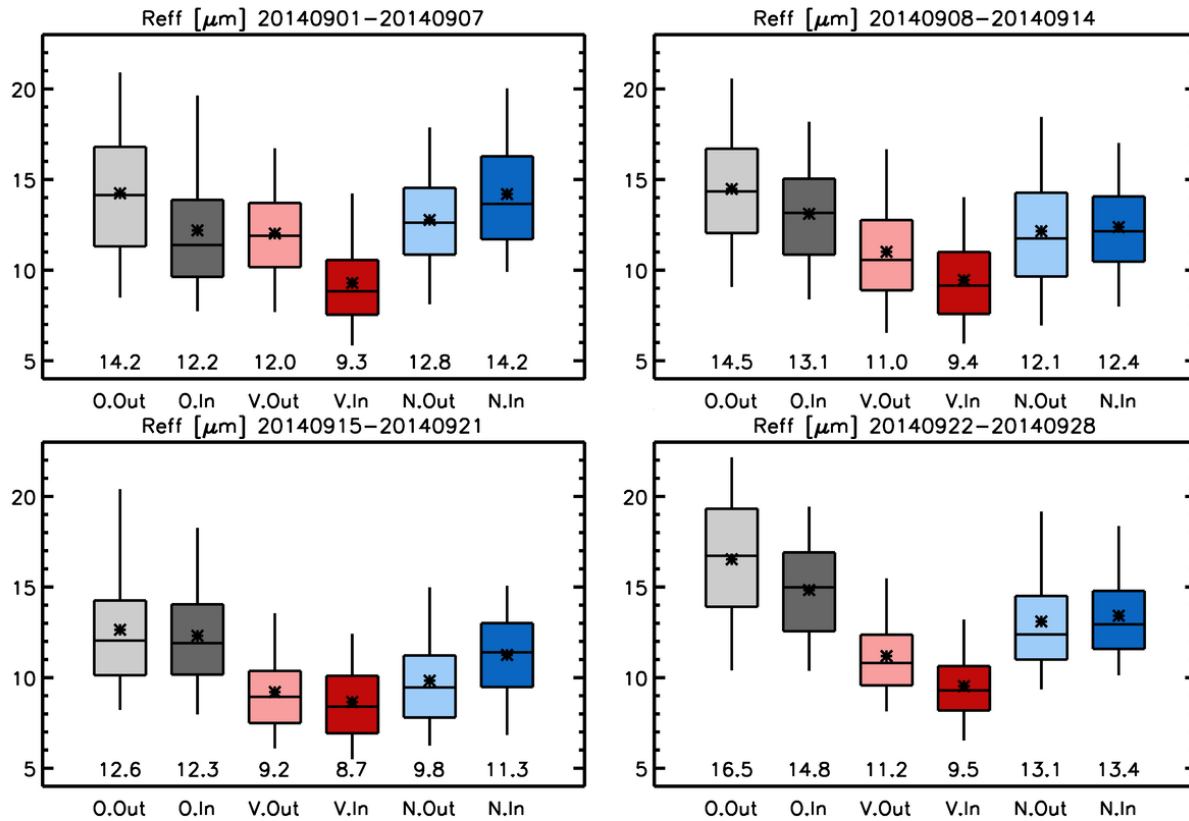 Reff [μm] 20140901−20140907
20
15
10
5
14.2 12.2 12.0 9.3 12.8 14.2
O.Out O.In V.Out V.In N.Out N.In
Reff [μm] 20140908−20140914
20
15
10
5
14.5 13.1 11.0 9.4 12.1 12.4
O.Out O.In V.Out V.In N.Out N.In
Reff [μm] 20140915−20140921
20
15
10
5
12.6 12.3 9.2 8.7 9.8 11.3
O.Out O.In V.Out V.In N.Out N.In
Reff [μm] 20140922−20140928
20
15
10
5
16.5 14.8 11.2 9.5 13.1 13.4
O.Out O.In V.Out V.In N.Out N.In